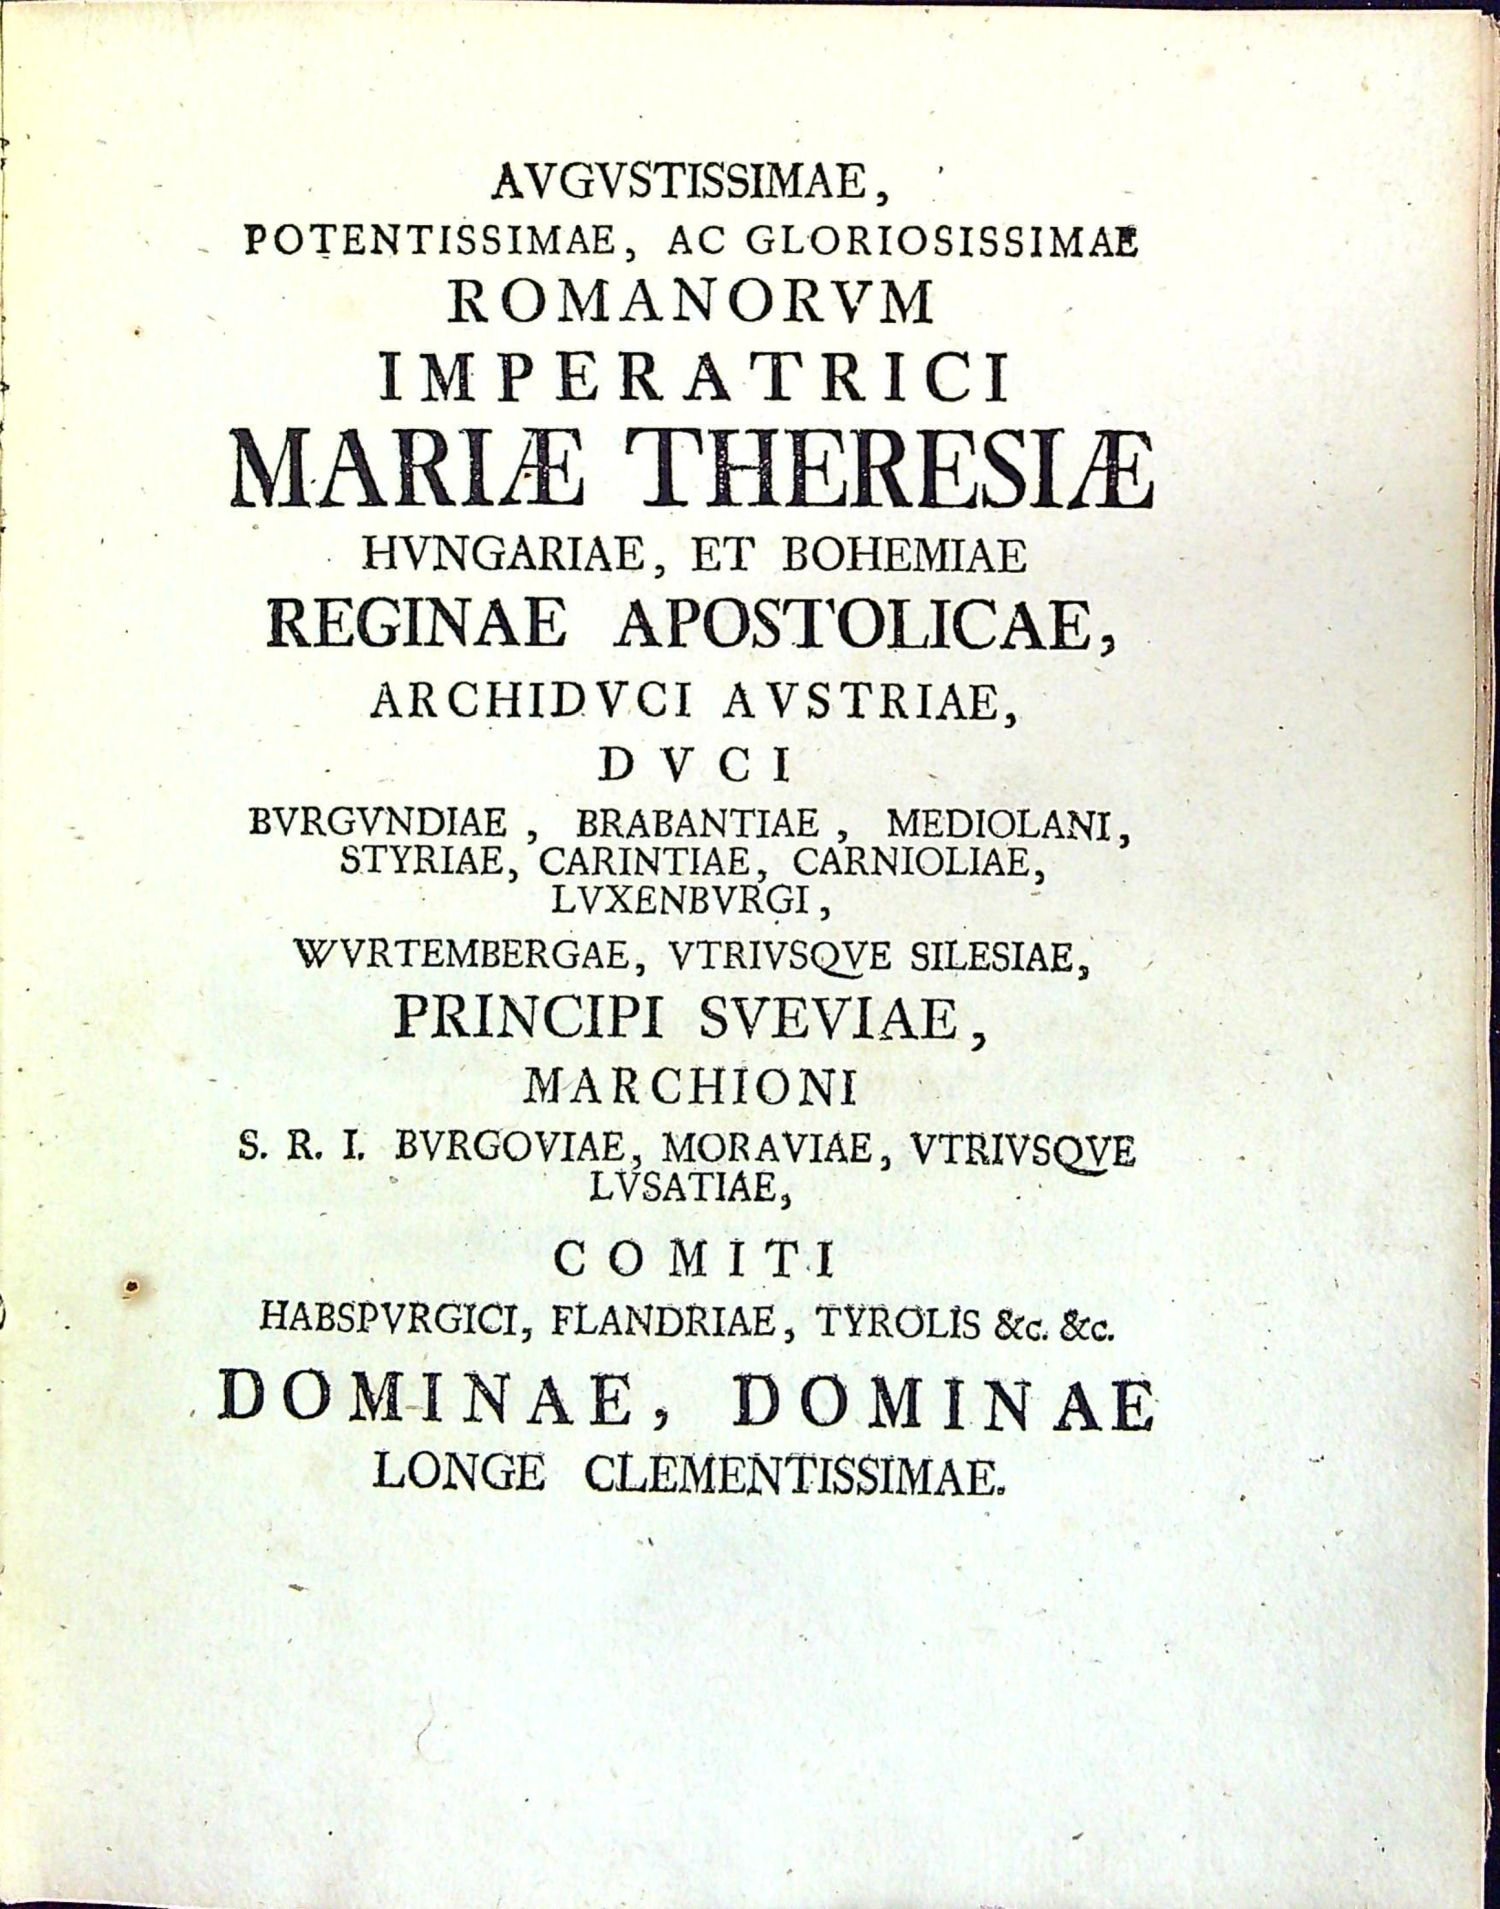 AVGVSTISSIMAE,
POTENTISSIMAE, AC GLORIOSISSIMAE
ROMANORVM
IMPERATRICI
MARIÆ THERESIÆ
HVNGARIAE, ET BOHEMIAE
REGINAE APOSTOLICAE,
ARCHIDVCI AVSTRIAE,
DVCI
BVRGVNDIAE, BRABANTIAE, MEDIOLANI,
STYRIAE, CARINTIAE, CARNIOLIAE,
LVXENBVRGI,
WVRTEMBERGAE, VTRIVSQVE SILESIAE,
PRINCIPI SVEVIAE,
MARCHIONI
S. R. I. BVRGOVIAE, MORAVIAE, VTRIVSQVE
LVSATIAE,
COMITI
HABSPVRGICI, FLANDRIAE, TYROLIS &c. &c.
DOMINAE, DOMINAE
LONGE CLEMENTISSIMAE.